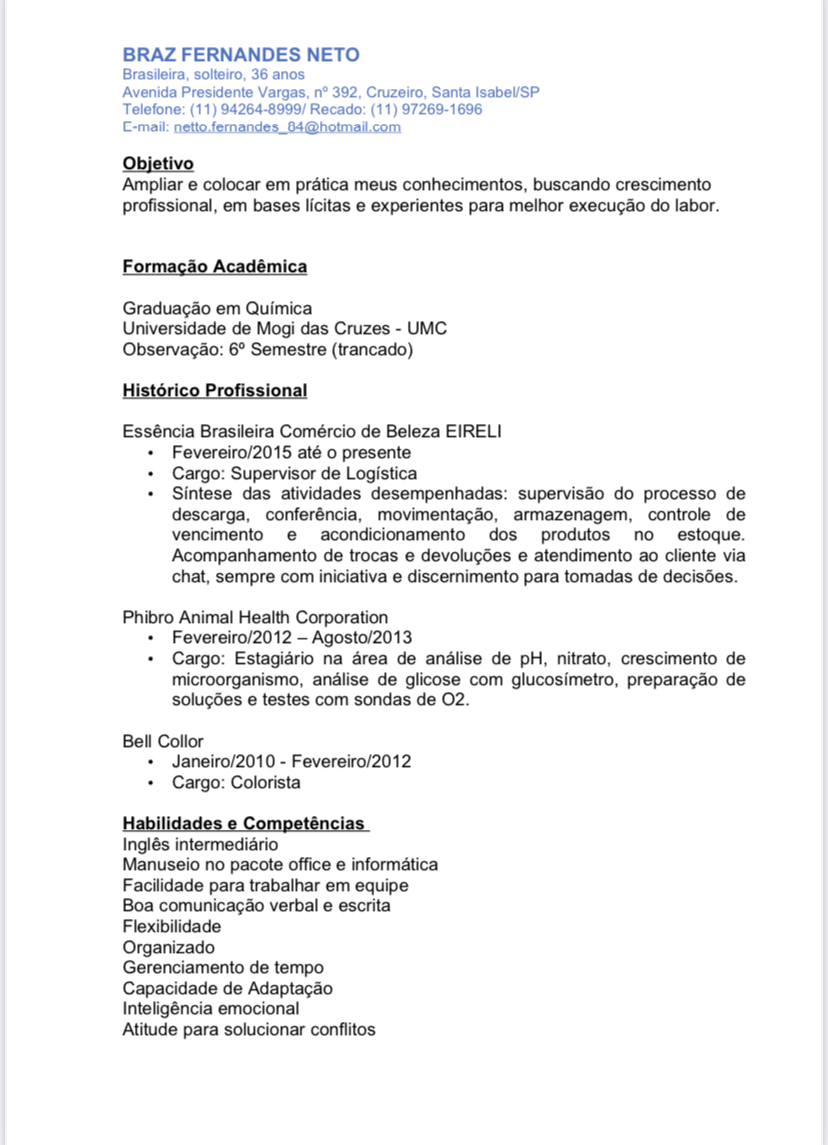 BRAZ FERNANDES NETO
Brasileira, solteiro, 36 anos
Avenida Presidente Vargas, nº 392, Cruzeiro, Santa Isabel/SP
Telefone: (11) 94264-8999/ Recado: (11) 97269-1696
E-mail: netto.fernandes_84@hotmail.com
Objetivo
Ampliar e colocar em prática meus conhecimentos, buscando crescimento
profissional, em bases lícitas e experientes para melhor execução do labor.
Formação Acadêmica
Graduação em Química
Universidade de Mogi das Cruzes - UMC
Observação: 6º Semestre (trancado)
Histórico Profissional
Essência Brasileira Comércio de Beleza EIRELI
• Fevereiro/2015 até o presente
• Cargo: Supervisor de Logística
• Síntese das atividades desempenhadas: supervisão do processo de
descarga, conferência, movimentação, armazenagem, controle de
vencimento e acondicionamento dos produtos no estoque.
Acompanhamento de trocas e devoluções e atendimento ao cliente via
chat, sempre com iniciativa e discernimento para tomadas de decisões.
Phibro Animal Health Corporation
• Fevereiro/2012 – Agosto/2013
• Cargo: Estagiário na área de análise de pH, nitrato, crescimento de
microorganismo, análise de glicose com glucosímetro, preparação de
soluções e testes com sondas de O2.
Bell Collor
• Janeiro/2010 - Fevereiro/2012
• Cargo: Colorista
Habilidades e Competências
Inglês intermediário
Manuseio no pacote office e informática
Facilidade para trabalhar em equipe
Boa comunicação verbal e escrita
Flexibilidade
Organizado
Gerenciamento de tempo
Capacidade de Adaptação
Inteligência emocional
Atitude para solucionar conflitos